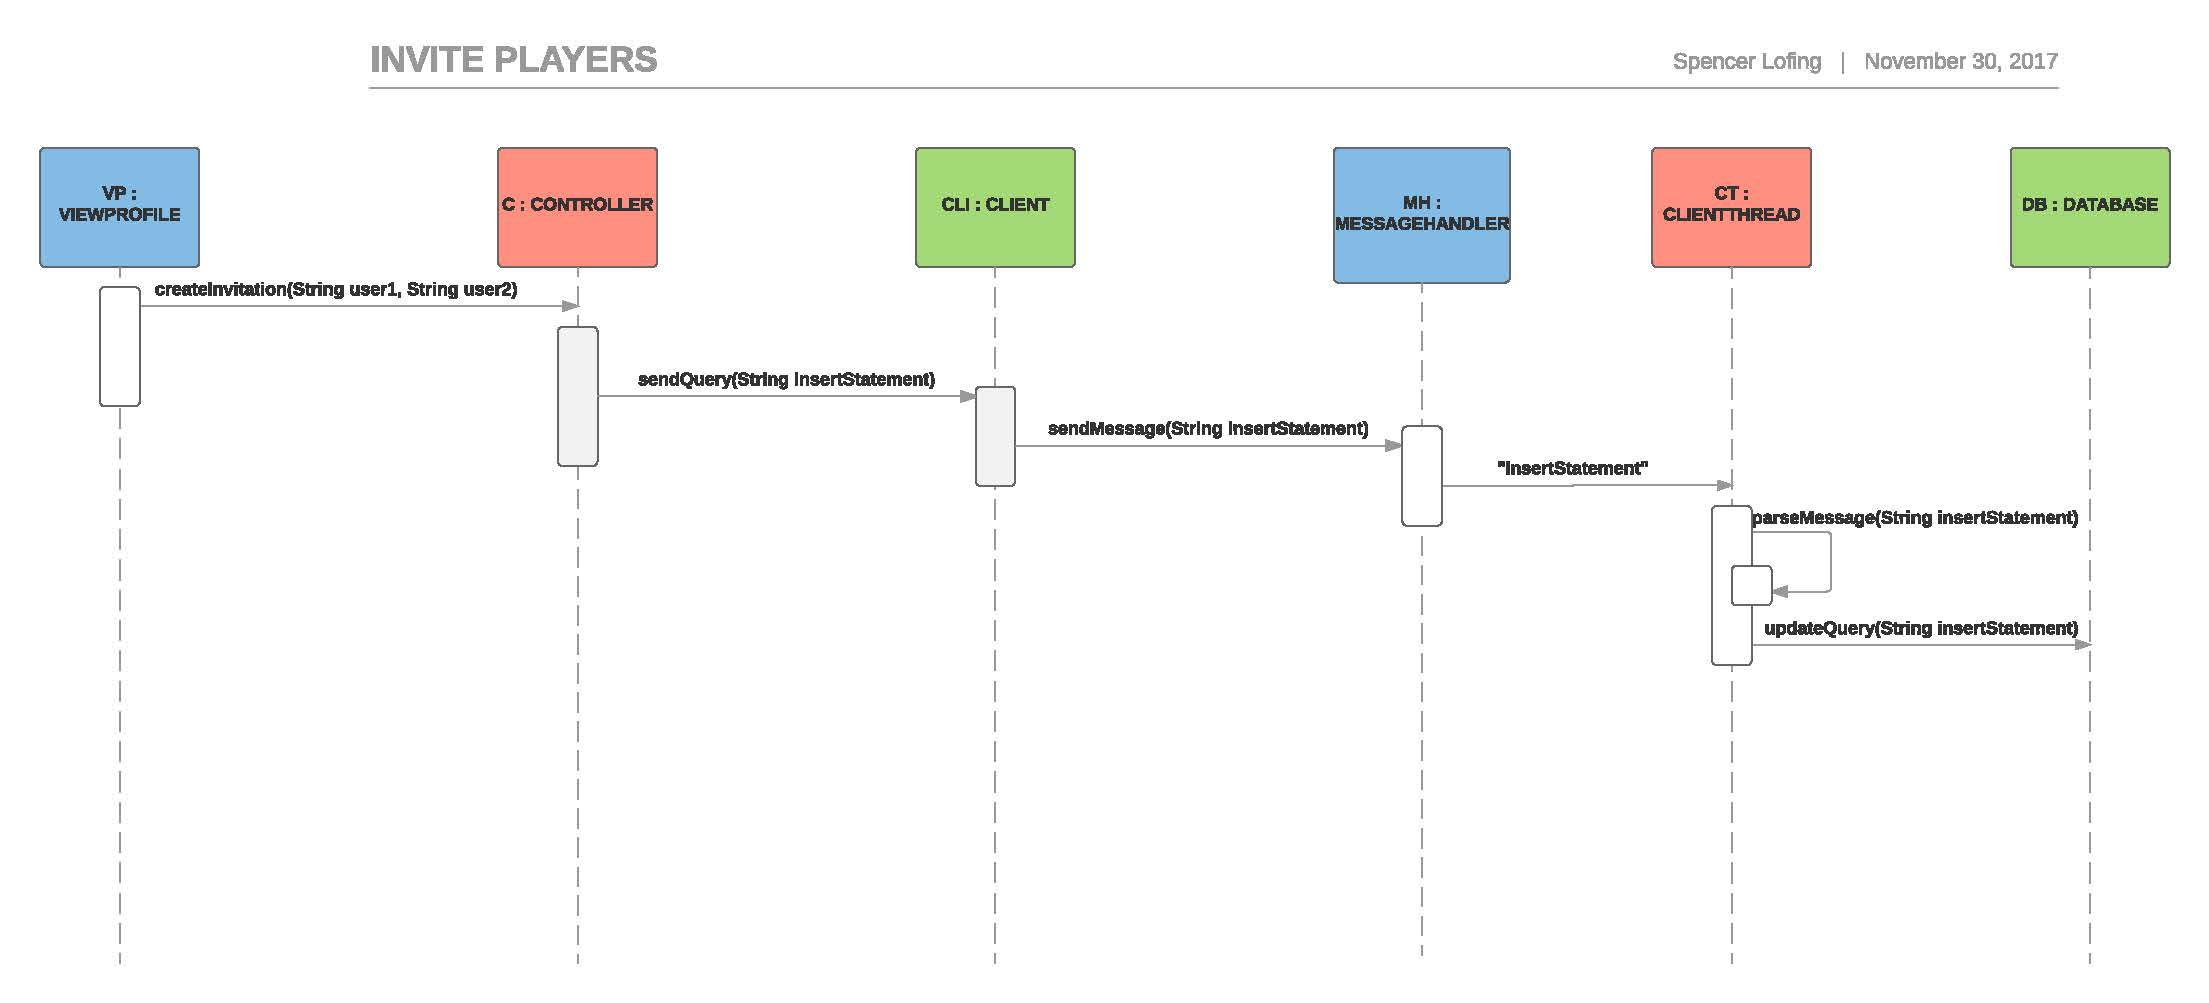 INVITE PLAYERS
Spencer Lofing | November 30, 2017
VP :
VIEWPROFILE
C : CONTROLLER
CLI : CLIENT
MH :
MESSAGEHANDLER
CT :
CLIENTTHREAD
DB : DATABASE
createInvitation(String user1, String user2)
sendQuery(String insertStatement)
sendMessage(String insertStatement)
"insertStatement"
parseMessage(String insertStatement)
updateQuery(String insertStatement)